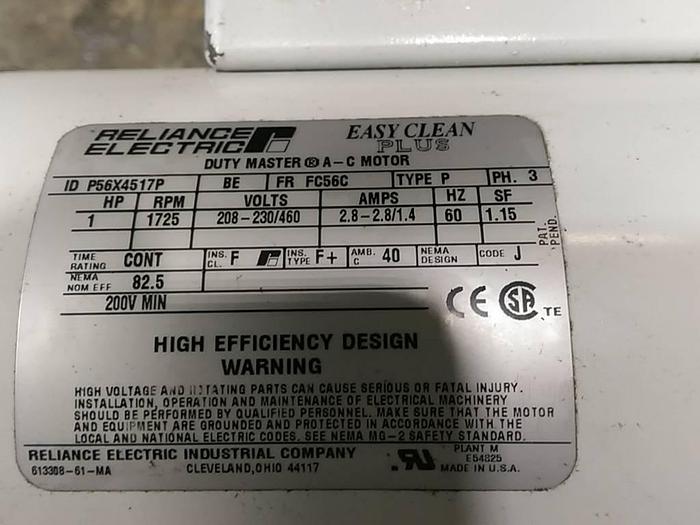 RELIANCE ELECTRIC EASY CLEAN PLUS
DUTY MASTER ® A-C MOTOR
ID P56X4517P BE FR FC56C TYPE P PH. 3
HP RPM VOLTS AMPS HZ SF
1 1725 208-230/460 2.8-2.8/1.4 60 1.15
PAT. PEND.
TIME RATING CONT INS. CL. F INS. TYPE F+ AMB. C 40 NEMA DESIGN CODE J
NEMA NOM EFF 82.5
200V MIN
CE SA TE
HIGH EFFICIENCY DESIGN
WARNING
HIGH VOLTAGE AND ROTATING PARTS CAN CAUSE SERIOUS OR FATAL INJURY.
INSTALLATION, OPERATION AND MAINTENANCE OF ELECTRICAL MACHINERY
SHOULD BE PERFORMED BY QUALIFIED PERSONNEL. MAKE SURE THAT THE MOTOR
AND EQUIPMENT ARE GROUNDED AND PROTECTED IN ACCORDANCE WITH THE
LOCAL AND NATIONAL ELECTRIC CODES. SEE NEMA MG-2 SAFETY STANDARD.
RELIANCE ELECTRIC INDUSTRIAL COMPANY
613308-61-MA CLEVELAND, OHIO 44117
RU
PLANT M
E54825
MADE IN U.S.A.